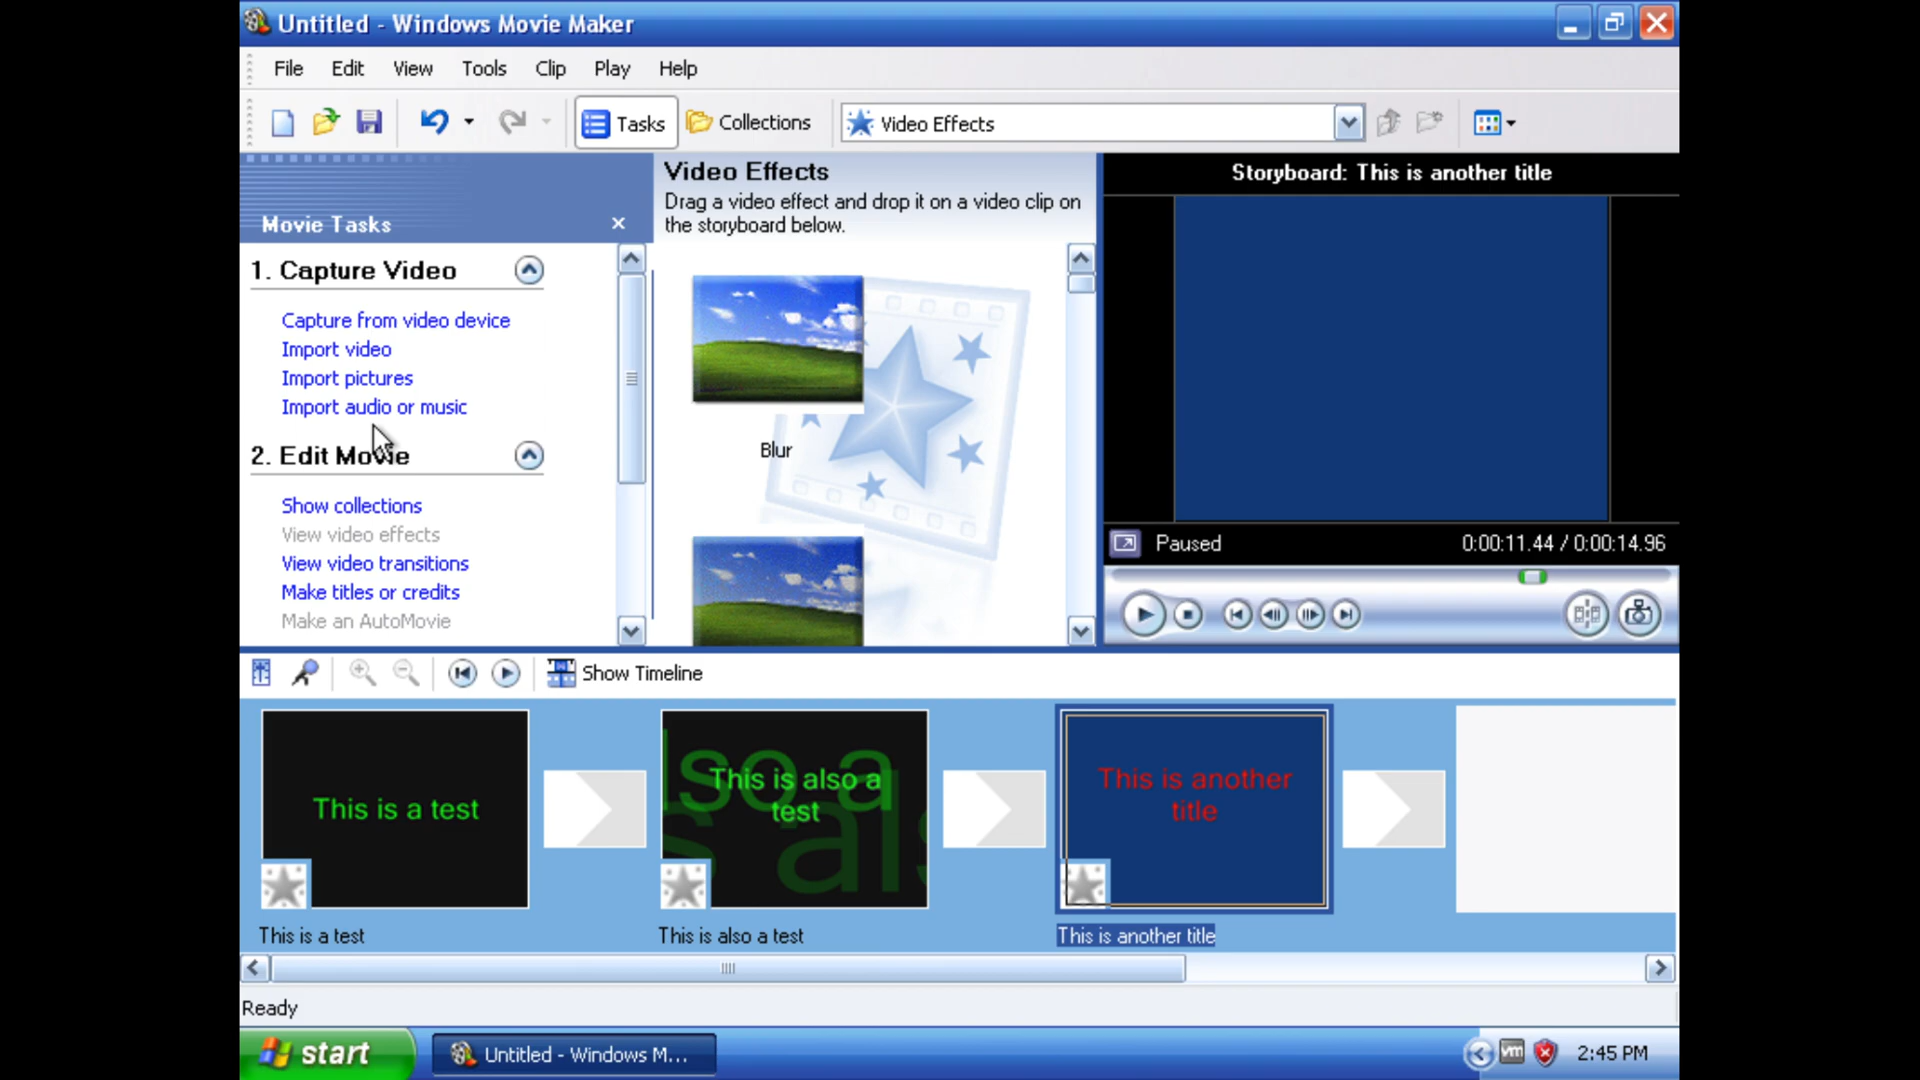 Untitled - Windows Movie Maker
File Edit View Tools Clip Play Help
Tasks Collections Video Effects
Movie Tasks
1. Capture Video
Capture from video device
Import video
Import pictures
Import audio or music
2. Edit Movie
Show collections
View video effects
View video transitions
Make titles or credits
Make an AutoMovie
Video Effects
Drag a video effect and drop it on a video clip on
the storyboard below.
Blur
Storyboard: This is another title
Paused 0:00:11.44 / 0:00:14.96
Show Timeline
This is a test
This is also a
test
This is another
title
This is a test
This is also a test
This is another title
Ready
start
Untitled - Windows M...
vm
2:45 PM